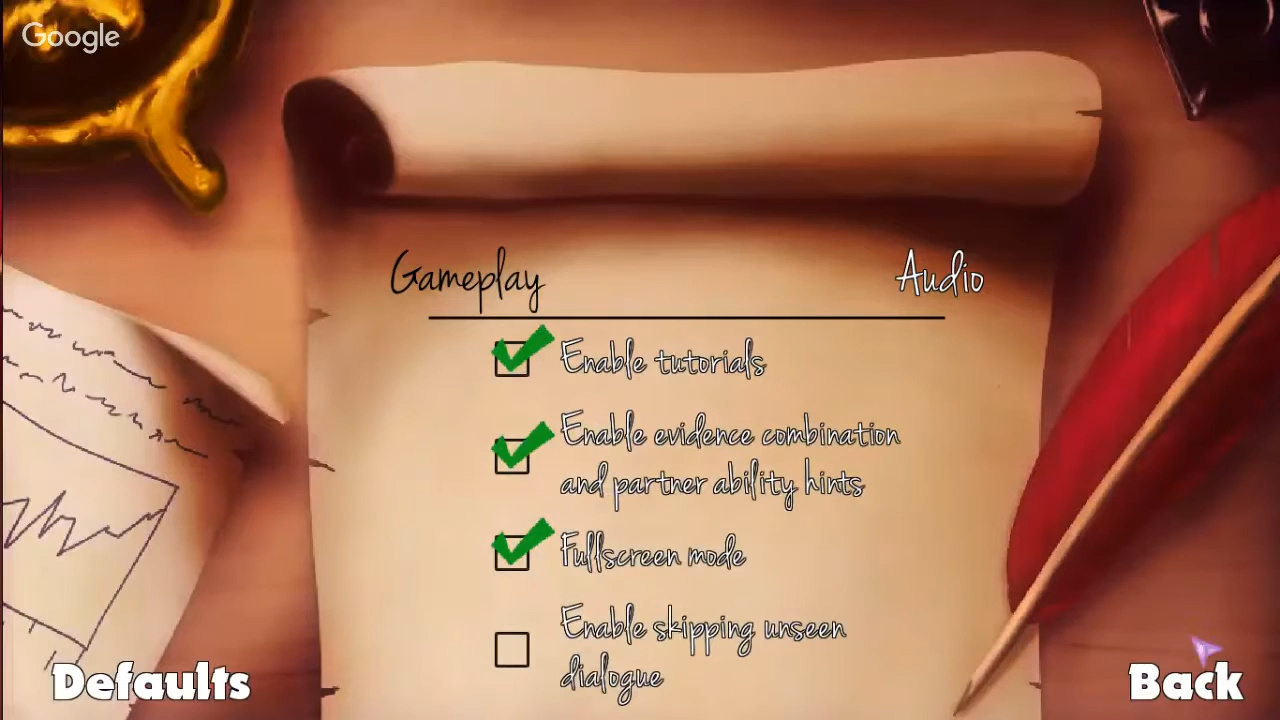 Google
Gameplay
Audio
Enable tutorials
Enable evidence combination
and partner ability hints
Fullscreen mode
Enable skipping unseen
dialogue
Defaults
Back